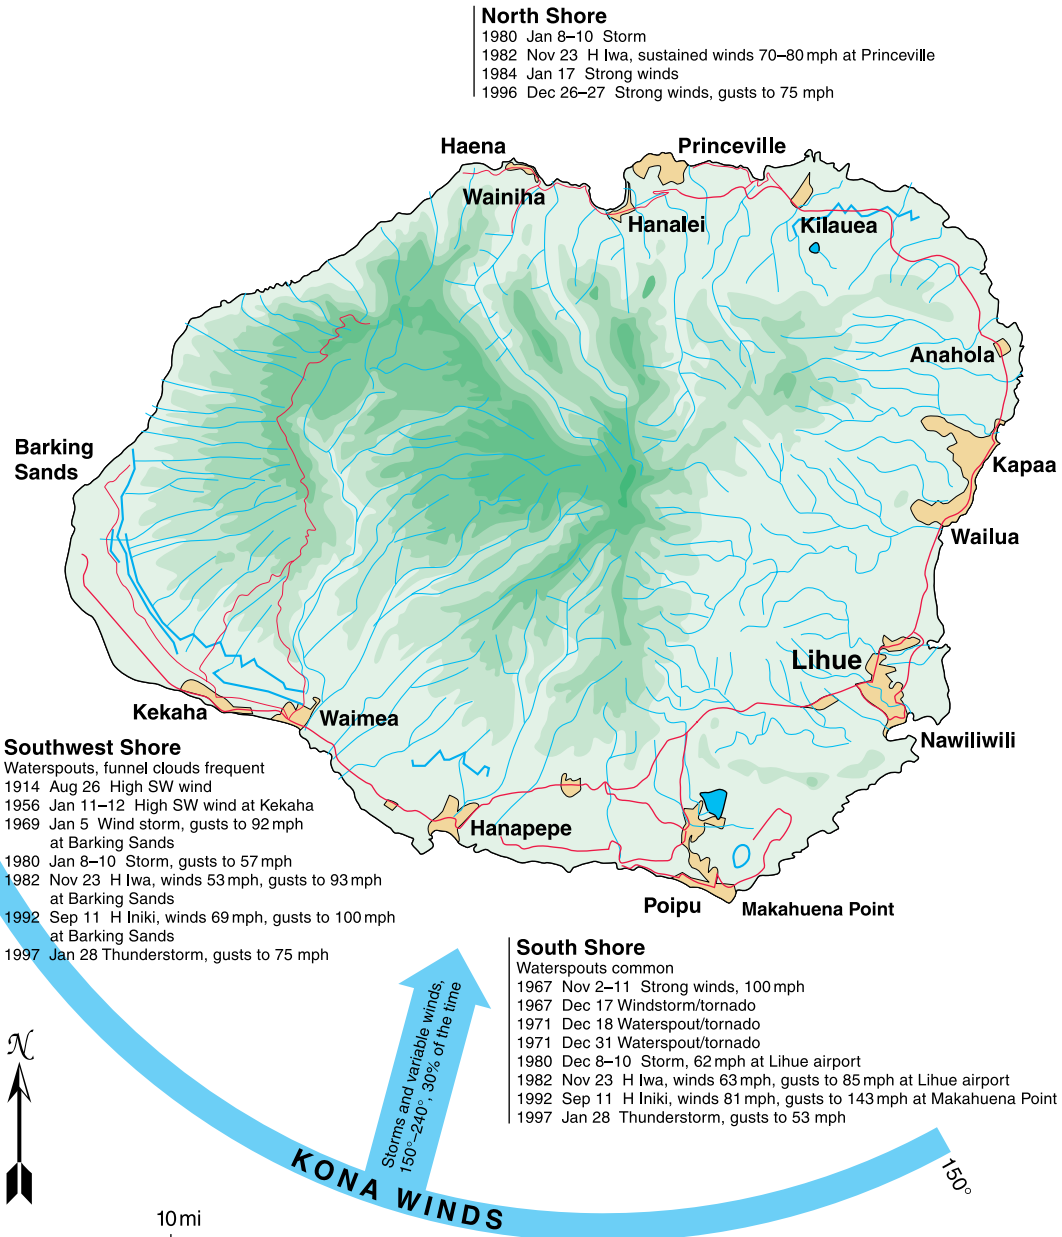 North Shore
1980 Jan 8–10 Storm
1982 Nov 23 H Iwa, sustained winds 70–80 mph at Princeville
1984 Jan 17 Strong winds
1996 Dec 26–27 Strong winds, gusts to 75 mph
Haena
Princeville
Wainiha
Hanalei
Kilauea
Anahola
Barking
Sands
Kapaa
Wailua
Lihue
Kekaha
Waimea
Nawiliwili
Hanapepe
Poipu
Makahuena Point
Southwest Shore
Waterspouts, funnel clouds frequent
1914 Aug 26 High SW wind
1956 Jan 11–12 High SW wind at Kekaha
1969 Jan 5 Wind storm, gusts to 92 mph
at Barking Sands
1980 Jan 8–10 Storm, gusts to 57 mph
1982 Nov 23 H Iwa, winds 53 mph, gusts to 93 mph
at Barking Sands
1992 Sep 11 H Iniki, winds 69 mph, gusts to 100 mph
at Barking Sands
1997 Jan 28 Thunderstorm, gusts to 75 mph
South Shore
Waterspouts common
1967 Nov 2–11 Strong winds, 100 mph
1967 Dec 17 Windstorm/tornado
1971 Dec 18 Waterspout/tornado
1971 Dec 31 Waterspout/tornado
1980 Dec 8–10 Storm, 62 mph at Lihue airport
1982 Nov 23 H Iwa, winds 63 mph, gusts to 85 mph at Lihue airport
1992 Sep 11 H Iniki, winds 81 mph, gusts to 143 mph at Makahuena Point
1997 Jan 28 Thunderstorm, gusts to 53 mph
Storms and variable winds,
150°–240°, 30% of the time
N
KONA WINDS
150°
10 mi